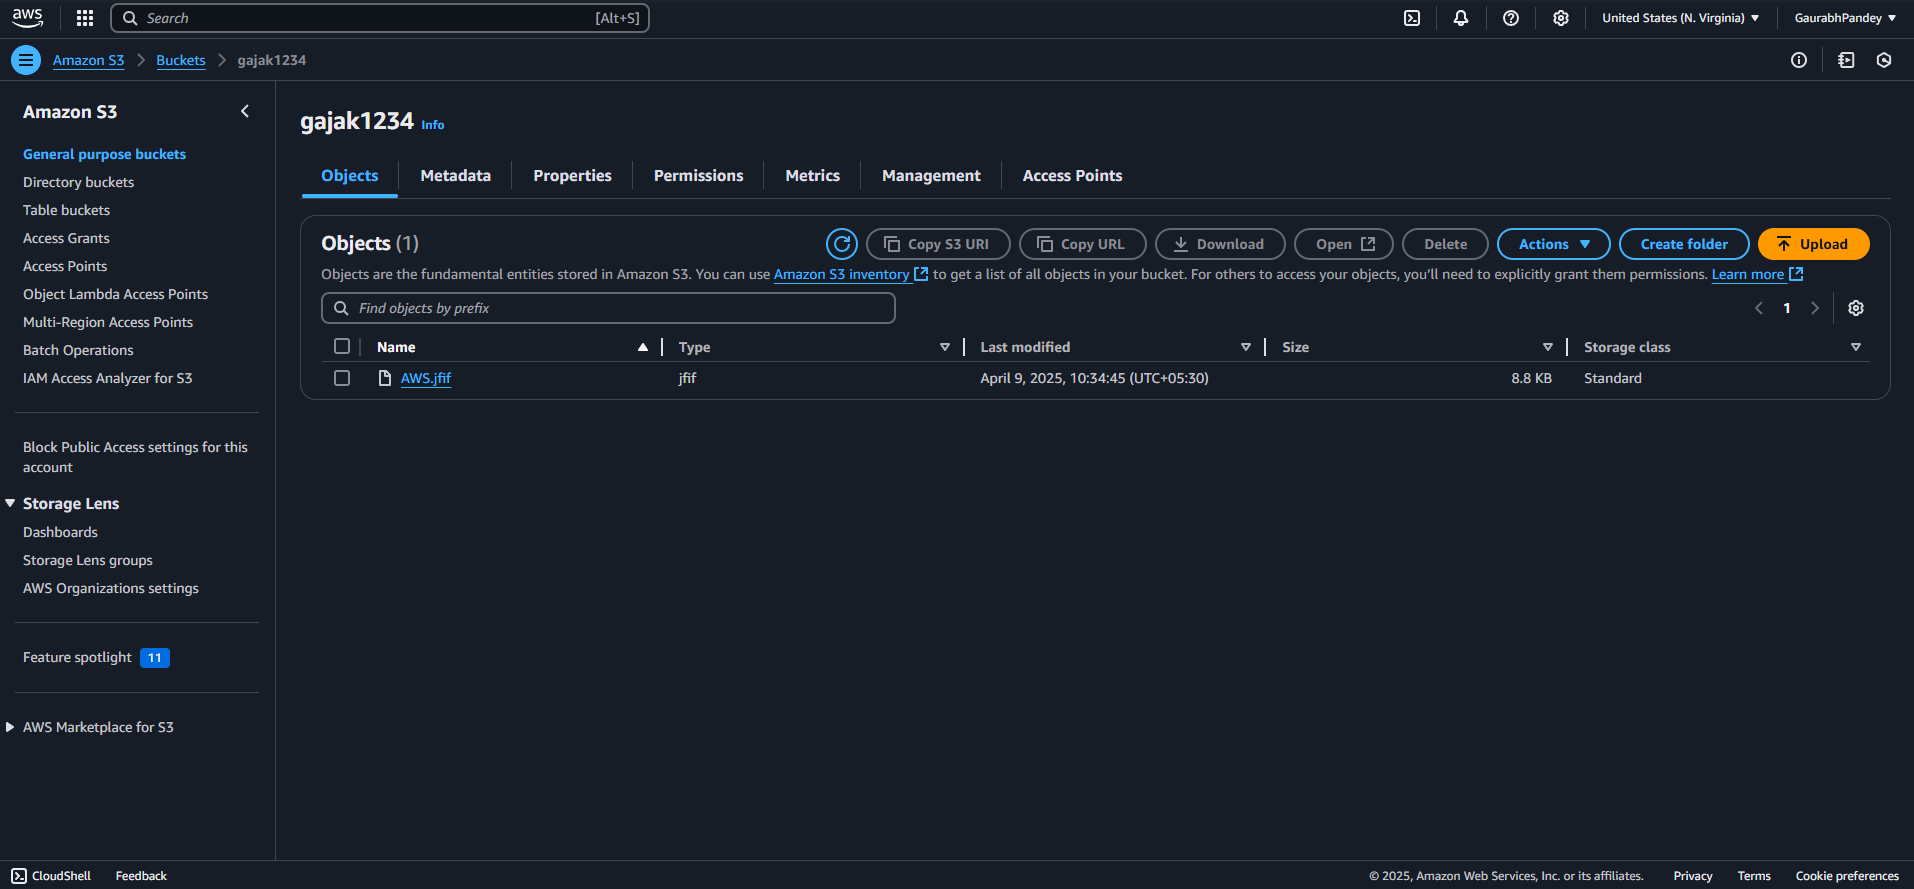 aws
Search [Alt+S]
United States (N. Virginia)
GaurabhPandey
Amazon S3
Buckets
gajak1234
Amazon S3
General purpose buckets
Directory buckets
Table buckets
Access Grants
Access Points
Object Lambda Access Points
Multi-Region Access Points
Batch Operations
IAM Access Analyzer for S3
Block Public Access settings for this
account
Storage Lens
Dashboards
Storage Lens groups
AWS Organizations settings
Feature spotlight 11
AWS Marketplace for S3
gajak1234 Info
Objects Metadata Properties Permissions Metrics Management Access Points
Objects (1)
Copy S3 URI Copy URL Download Open Delete Actions Create folder Upload
Objects are the fundamental entities stored in Amazon S3. You can use Amazon S3 inventory to get a list of all objects in your bucket. For others to access your objects, you'll need to explicitly grant them permissions. Learn more
Find objects by prefix
1
Name Type Last modified Size Storage class
AWS.jfif jfif April 9, 2025, 10:34:45 (UTC+05:30) 8.8 KB Standard
CloudShell Feedback © 2025, Amazon Web Services, Inc. or its affiliates. Privacy Terms Cookie preferences